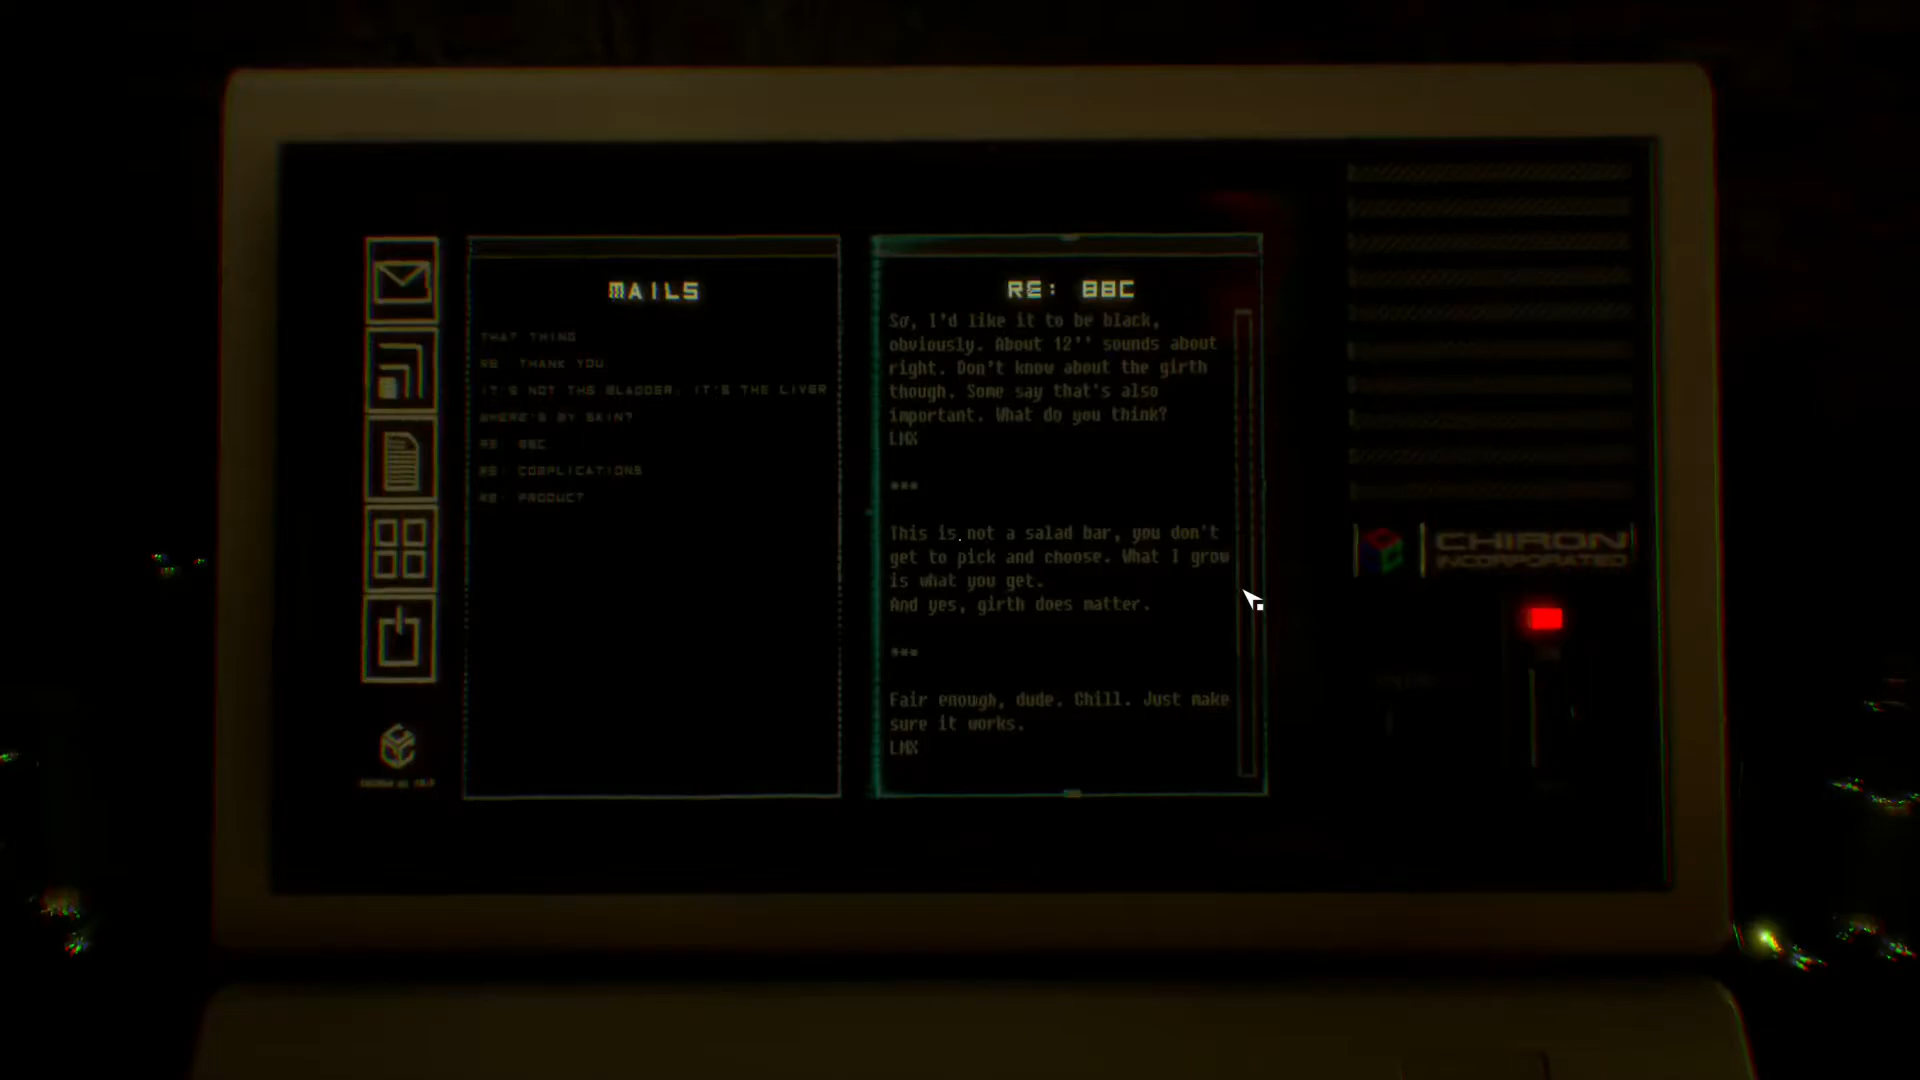 MAILS
THAT THING
RE: THANK YOU
IT'S NOT THE BLADDER, IT'S THE LIVER
WHERE'S BY SKIN?
RE: BBC
RE: COMPLICATIONS
RE: PRODUCT
RE: BBC
So, I'd like it to be black,
obviously. About 12'' sounds about
right. Don't know about the girth
though. Some say that's also
important. What do you think?
LMX
***
This is not a salad bar, you don't
get to pick and choose. What I grow
is what you get.
And yes, girth does matter.
***
Fair enough, dude. Chill. Just make
sure it works.
LMX
CHIRON
INCORPORATED